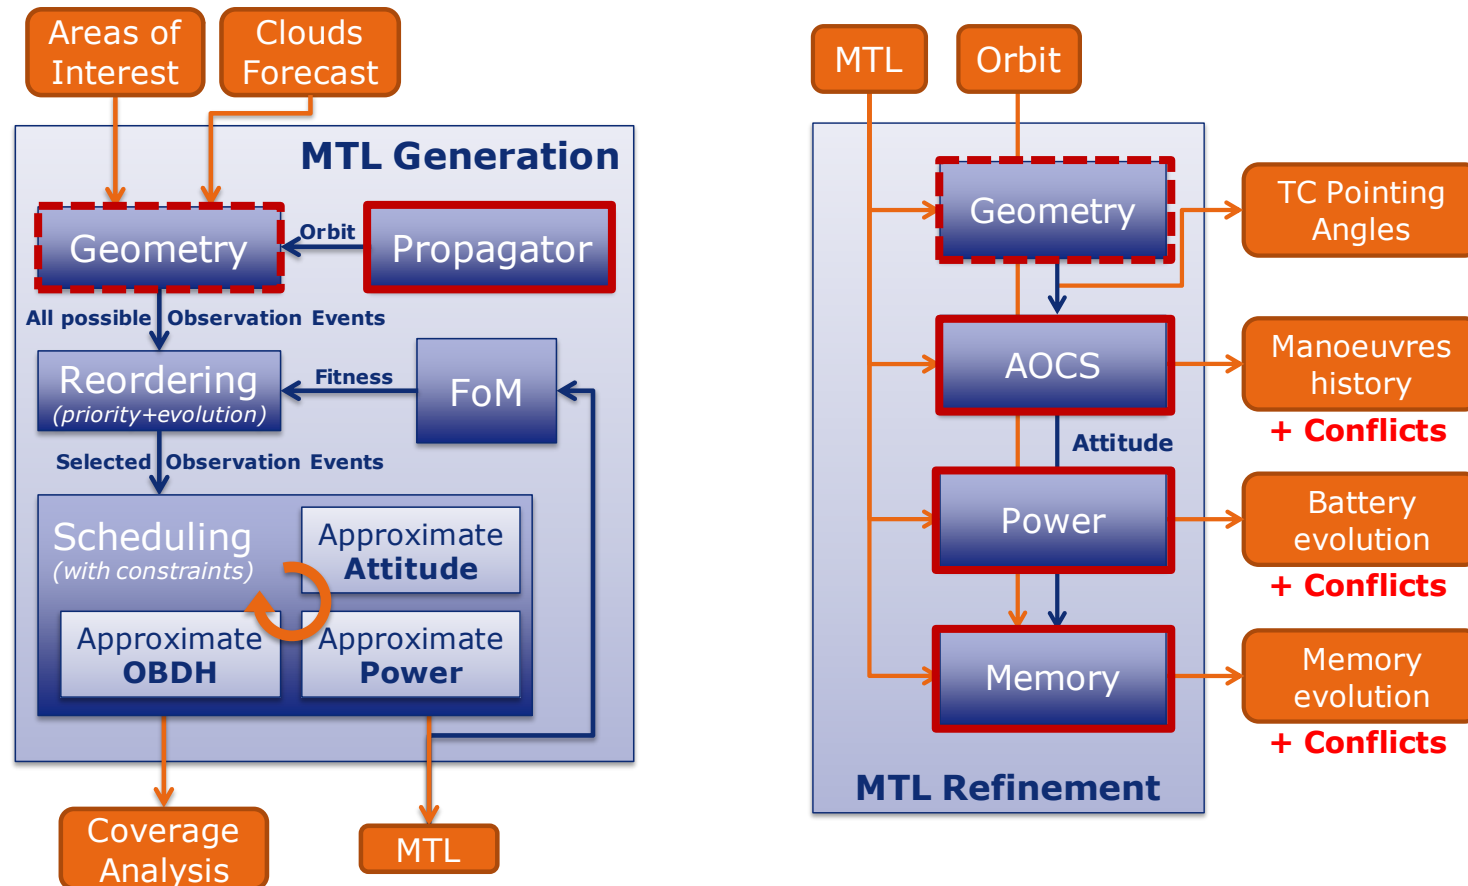 Areas of
Interest
Clouds
Forecast
MTL Generation
Geometry
Orbit
Propagator
All possible
Observation Events
Reordering
(priority+evolution)
Fitness
FoM
Selected
Observation Events
Scheduling
(with constraints)
Approximate
Attitude
Approximate
OBDH
Approximate
Power
Coverage
Analysis
MTL
MTL
Orbit
Geometry
TC Pointing
Angles
AOCS
Manoeuvres
history
+ Conflicts
Attitude
Power
Battery
evolution
+ Conflicts
Memory
Memory
evolution
+ Conflicts
MTL Refinement